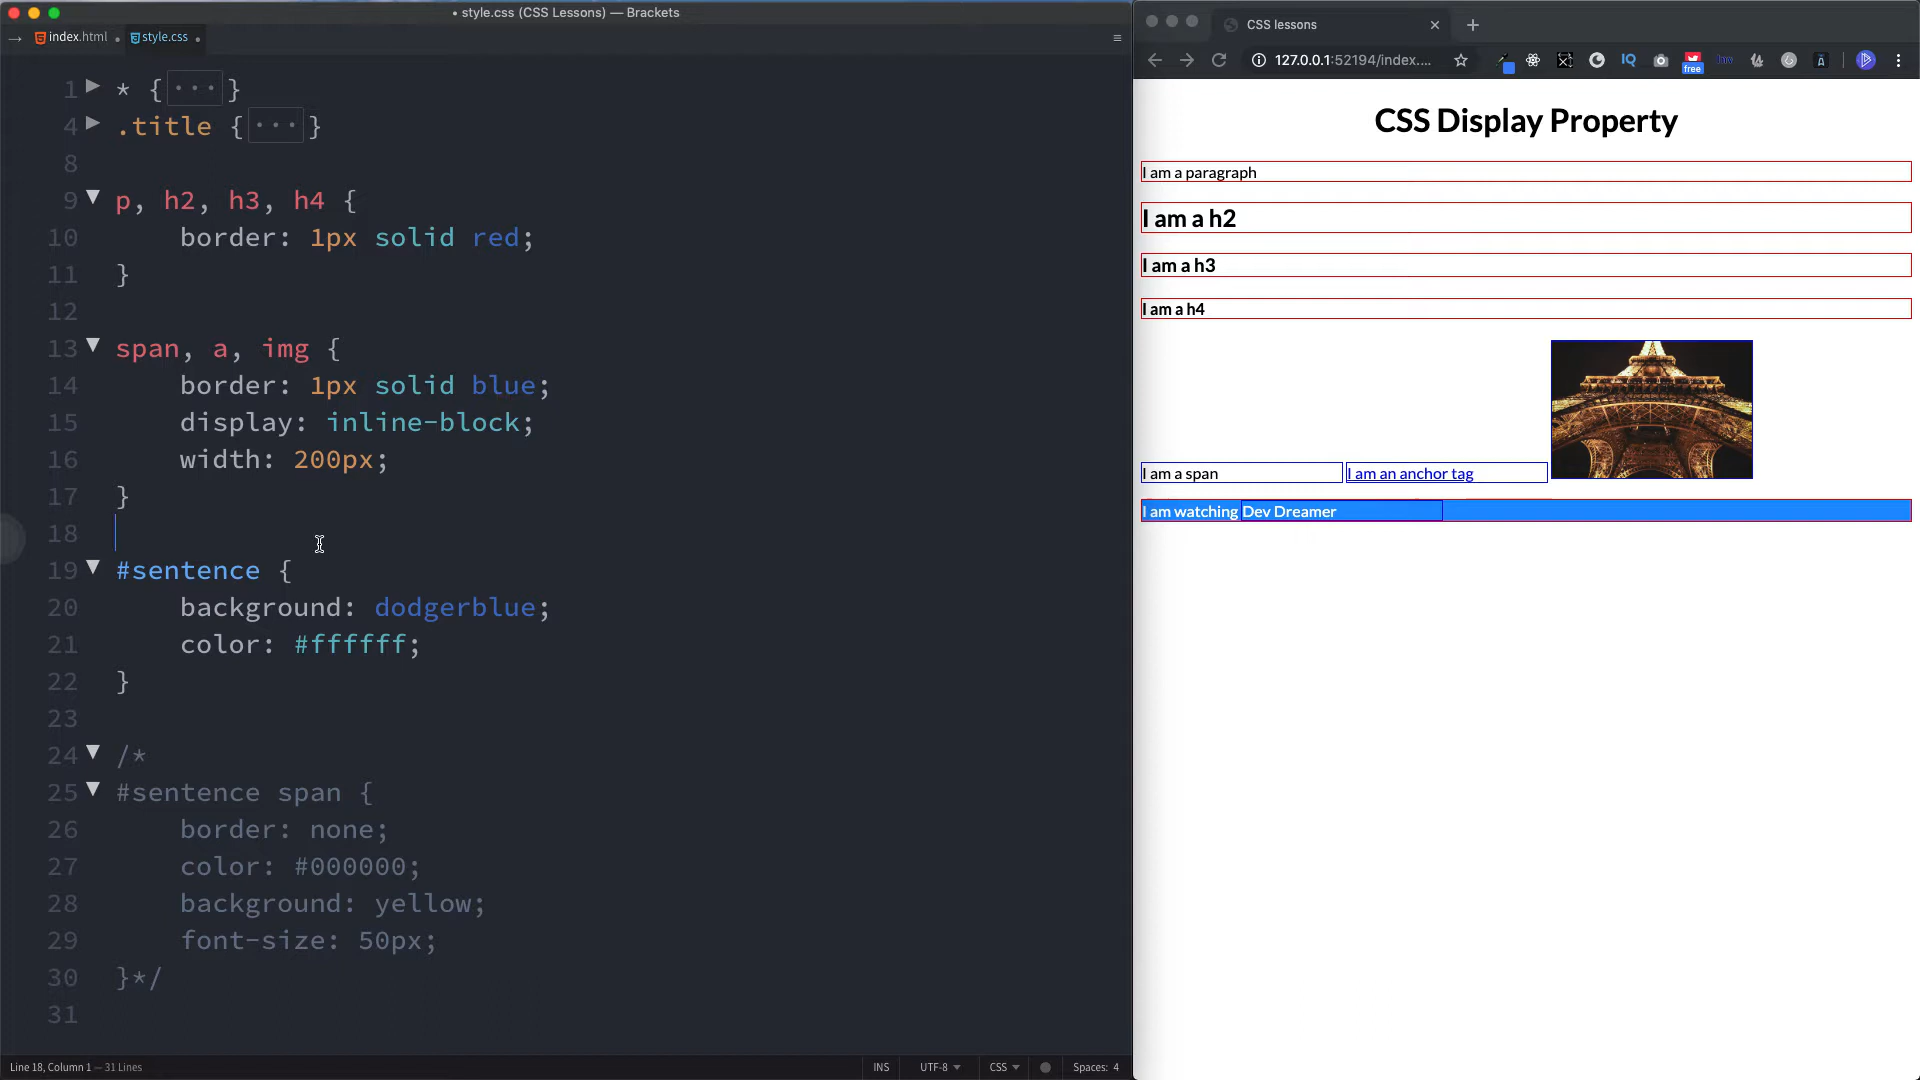 • style.css (CSS Lessons) — Brackets
index.html • style.css •
1 * {...}
4 .title {...}
8
9 p, h2, h3, h4 {
10 border: 1px solid red;
11 }
12
13 span, a, img {
14 border: 1px solid blue;
15 display: inline-block;
16 width: 200px;
17 }
18
19 #sentence {
20 background: dodgerblue;
21 color: #ffffff;
22 }
23
24 /*
25 #sentence span {
26 border: none;
27 color: #000000;
28 background: yellow;
29 font-size: 50px;
30 }*/
31
Line 18, Column 1 — 31 Lines
INS UTF-8 CSS Spaces: 4
CSS lessons
127.0.0.1:52194/index....
IQ
free
CSS Display Property
I am a paragraph
I am a h2
I am a h3
I am a h4
I am a span I am an anchor tag
I am watching Dev Dreamer